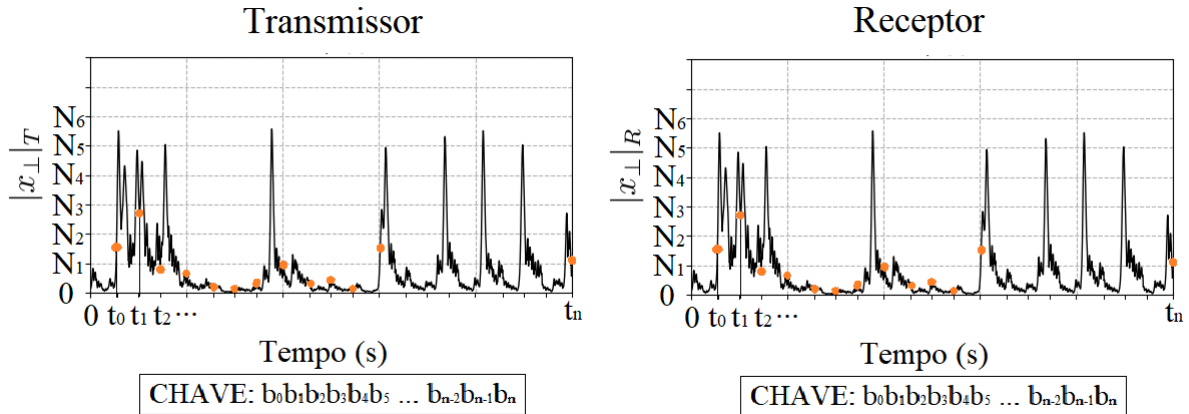 Transmissor
|x⊥|T
N₆
N₅
N₄
N₃
N₂
N₁
0
0 t₀ t₁ t₂ ··· tₙ
Tempo (s)
CHAVE: b₀b₁b₂b₃b₄b₅ ... bₙ₋₂bₙ₋₁bₙ
Receptor
|x⊥|R
N₆
N₅
N₄
N₃
N₂
N₁
0
0 t₀ t₁ t₂ ··· tₙ
Tempo (s)
CHAVE: b₀b₁b₂b₃b₄b₅ ... bₙ₋₂bₙ₋₁bₙ